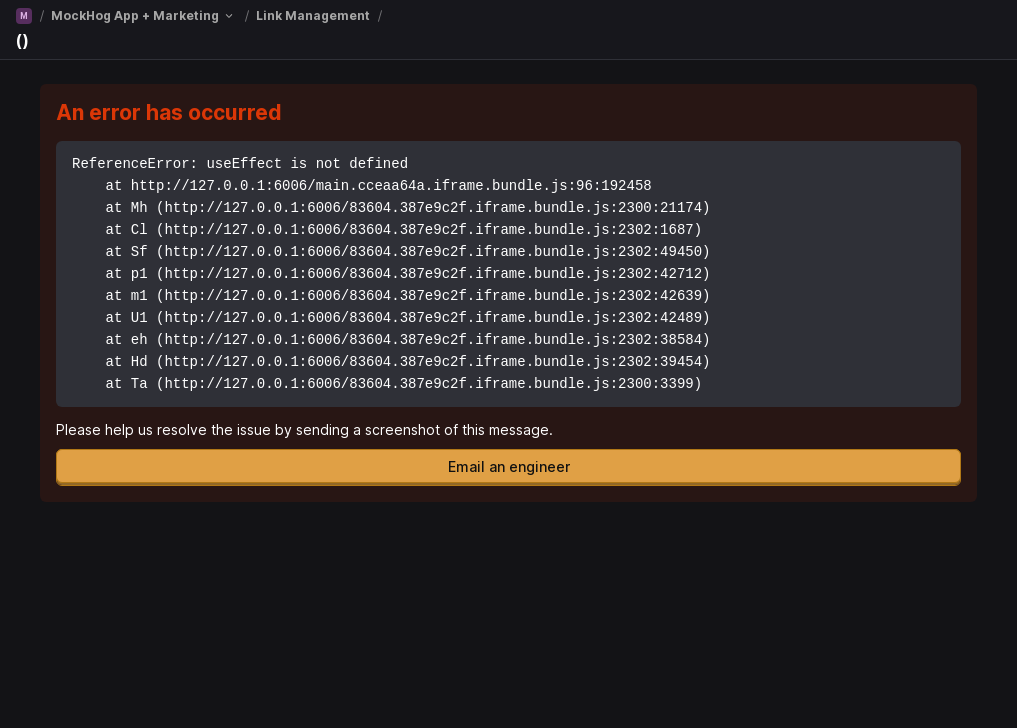 M / MockHog App + Marketing / Link Management /
()
An error has occurred
ReferenceError: useEffect is not defined
    at http://127.0.0.1:6006/main.cceaa64a.iframe.bundle.js:96:192458
    at Mh (http://127.0.0.1:6006/83604.387e9c2f.iframe.bundle.js:2300:21174)
    at Cl (http://127.0.0.1:6006/83604.387e9c2f.iframe.bundle.js:2302:1687)
    at Sf (http://127.0.0.1:6006/83604.387e9c2f.iframe.bundle.js:2302:49450)
    at p1 (http://127.0.0.1:6006/83604.387e9c2f.iframe.bundle.js:2302:42712)
    at m1 (http://127.0.0.1:6006/83604.387e9c2f.iframe.bundle.js:2302:42639)
    at U1 (http://127.0.0.1:6006/83604.387e9c2f.iframe.bundle.js:2302:42489)
    at eh (http://127.0.0.1:6006/83604.387e9c2f.iframe.bundle.js:2302:38584)
    at Hd (http://127.0.0.1:6006/83604.387e9c2f.iframe.bundle.js:2302:39454)
    at Ta (http://127.0.0.1:6006/83604.387e9c2f.iframe.bundle.js:2300:3399)
Please help us resolve the issue by sending a screenshot of this message.
Email an engineer